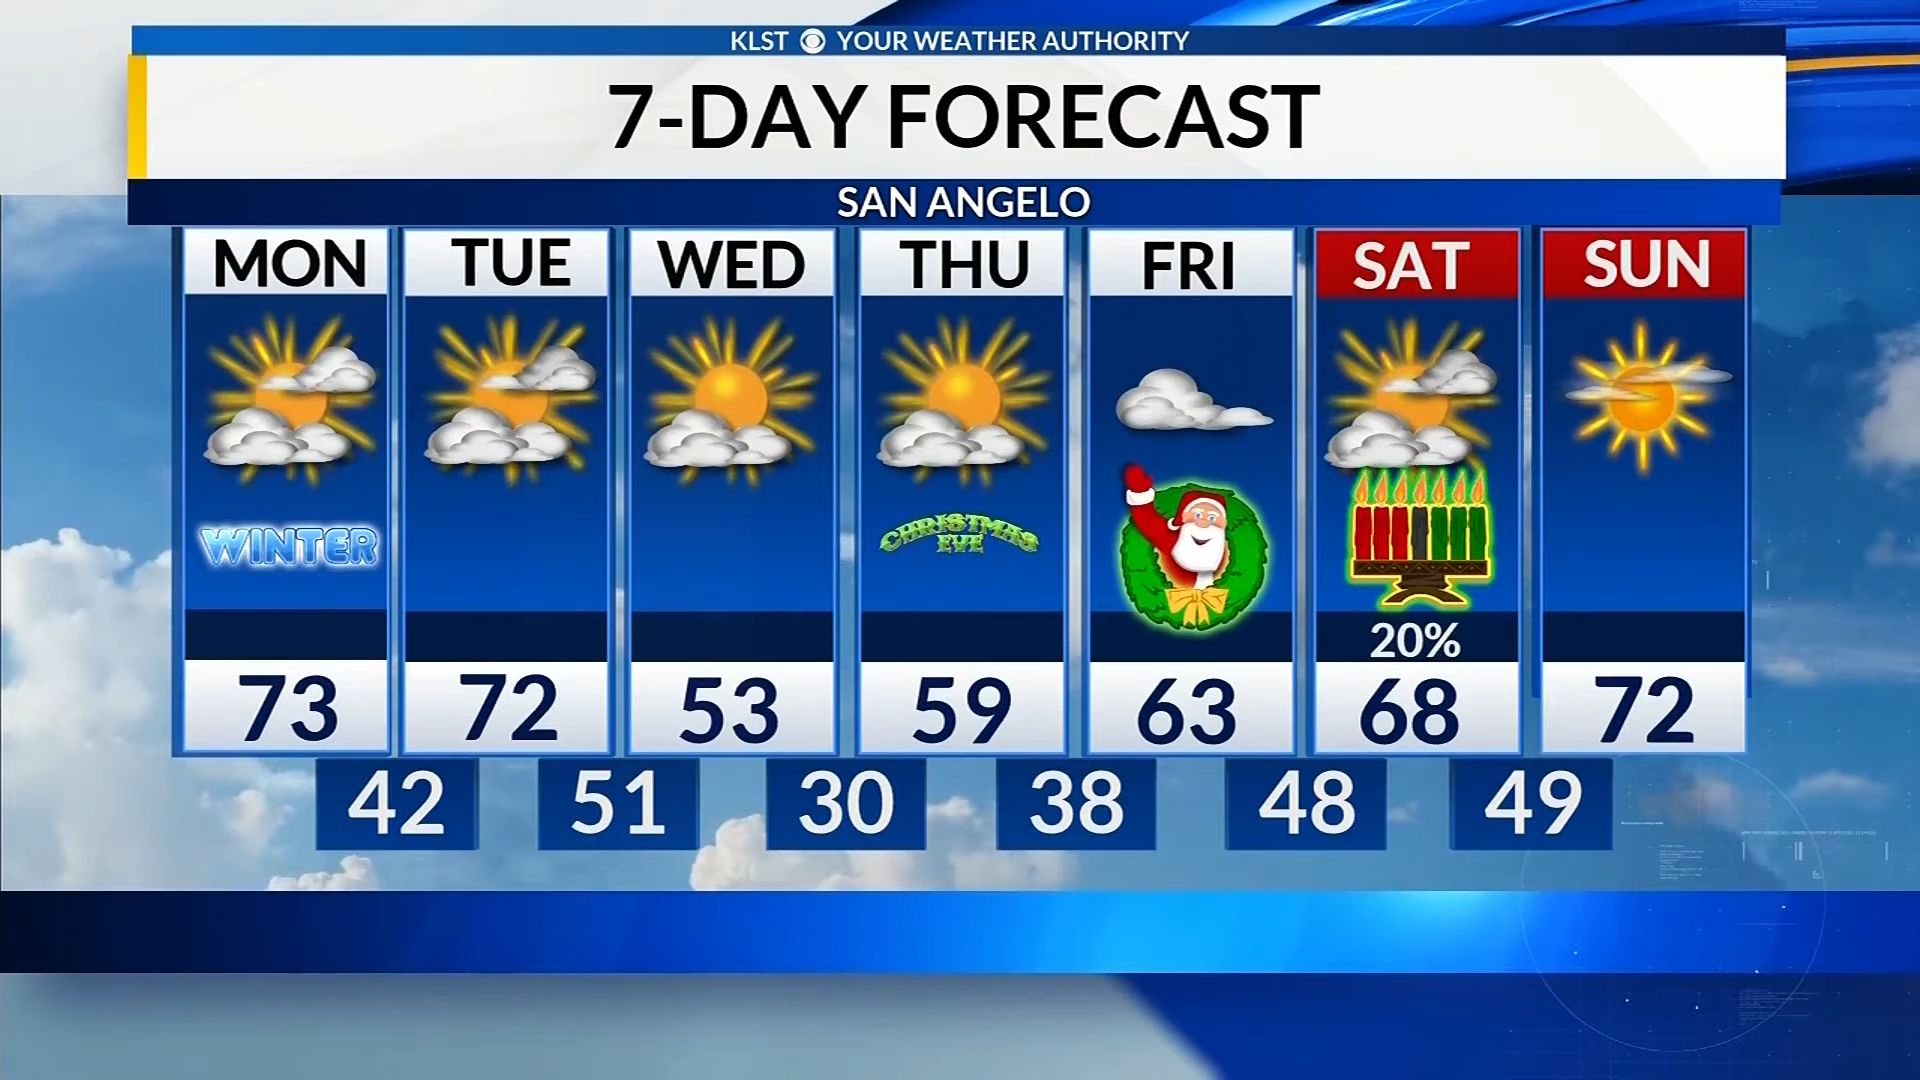 KLST YOUR WEATHER AUTHORITY
7-DAY FORECAST
SAN ANGELO
MON TUE WED THU FRI SAT SUN
WINTER
CHRISTMAS
EVE
20%
73 72 53 59 63 68 72
42 51 30 38 48 49